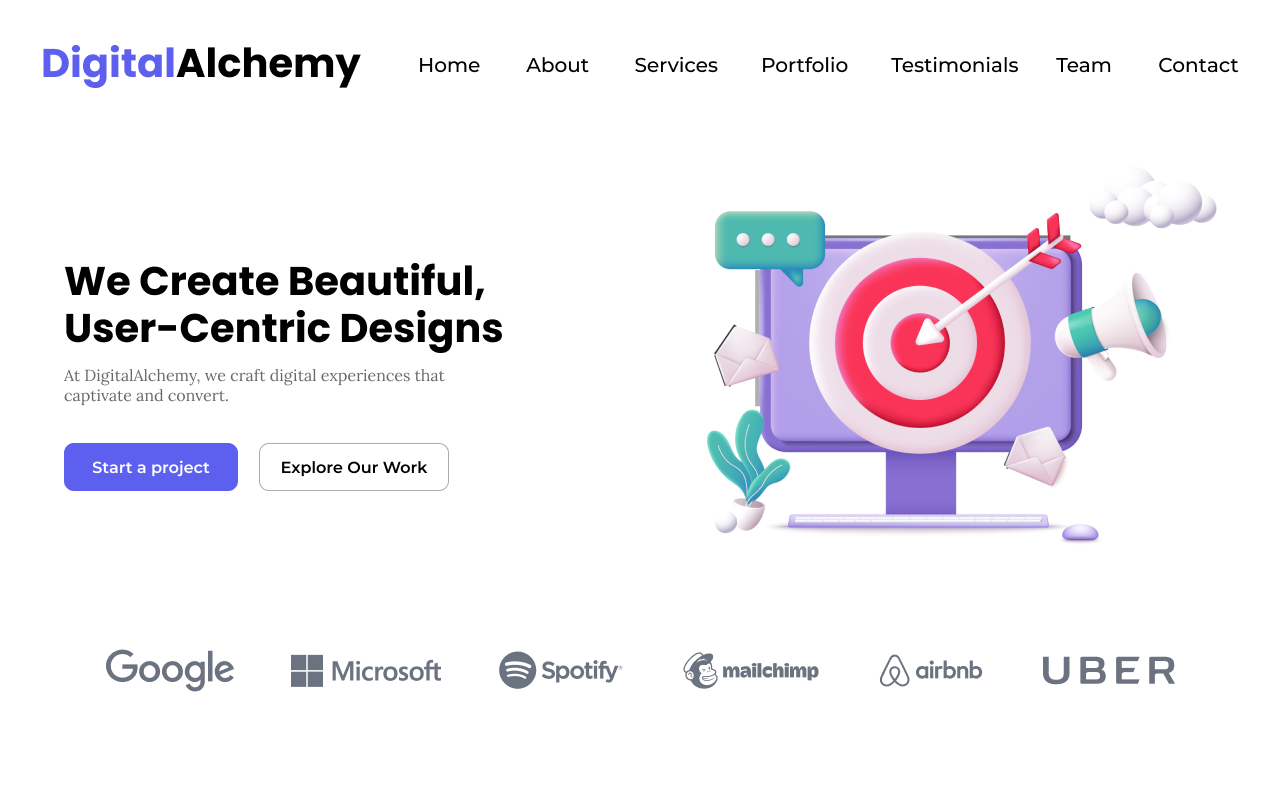 DigitalAlchemy Home About Services Portfolio Testimonials Team Contact
We Create Beautiful,
User-Centric Designs
At DigitalAlchemy, we craft digital experiences that
captivate and convert.
Start a project Explore Our Work
Google Microsoft Spotify mailchimp airbnb UBER